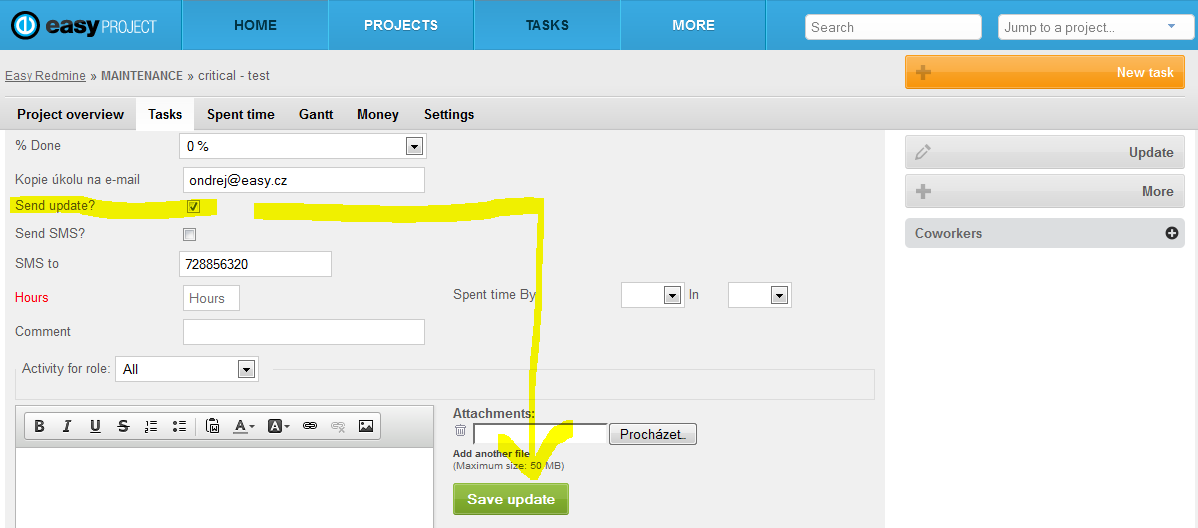 easy PROJECT
HOME
PROJECTS
TASKS
MORE
Search
Jump to a project...
Easy Redmine » MAINTENANCE » critical - test
New task
Project overview
Tasks
Spent time
Gantt
Money
Settings
% Done
0 %
Update
Kopie úkolu na e-mail
ondrej@easy.cz
More
Send update?
Send SMS?
Coworkers
SMS to
728856320
Hours
Hours
Spent time By
In
Comment
Activity for role:
All
B I U S
A
A
Attachments:
Procházet..
Add another file
(Maximum size: 50 MB)
Save update